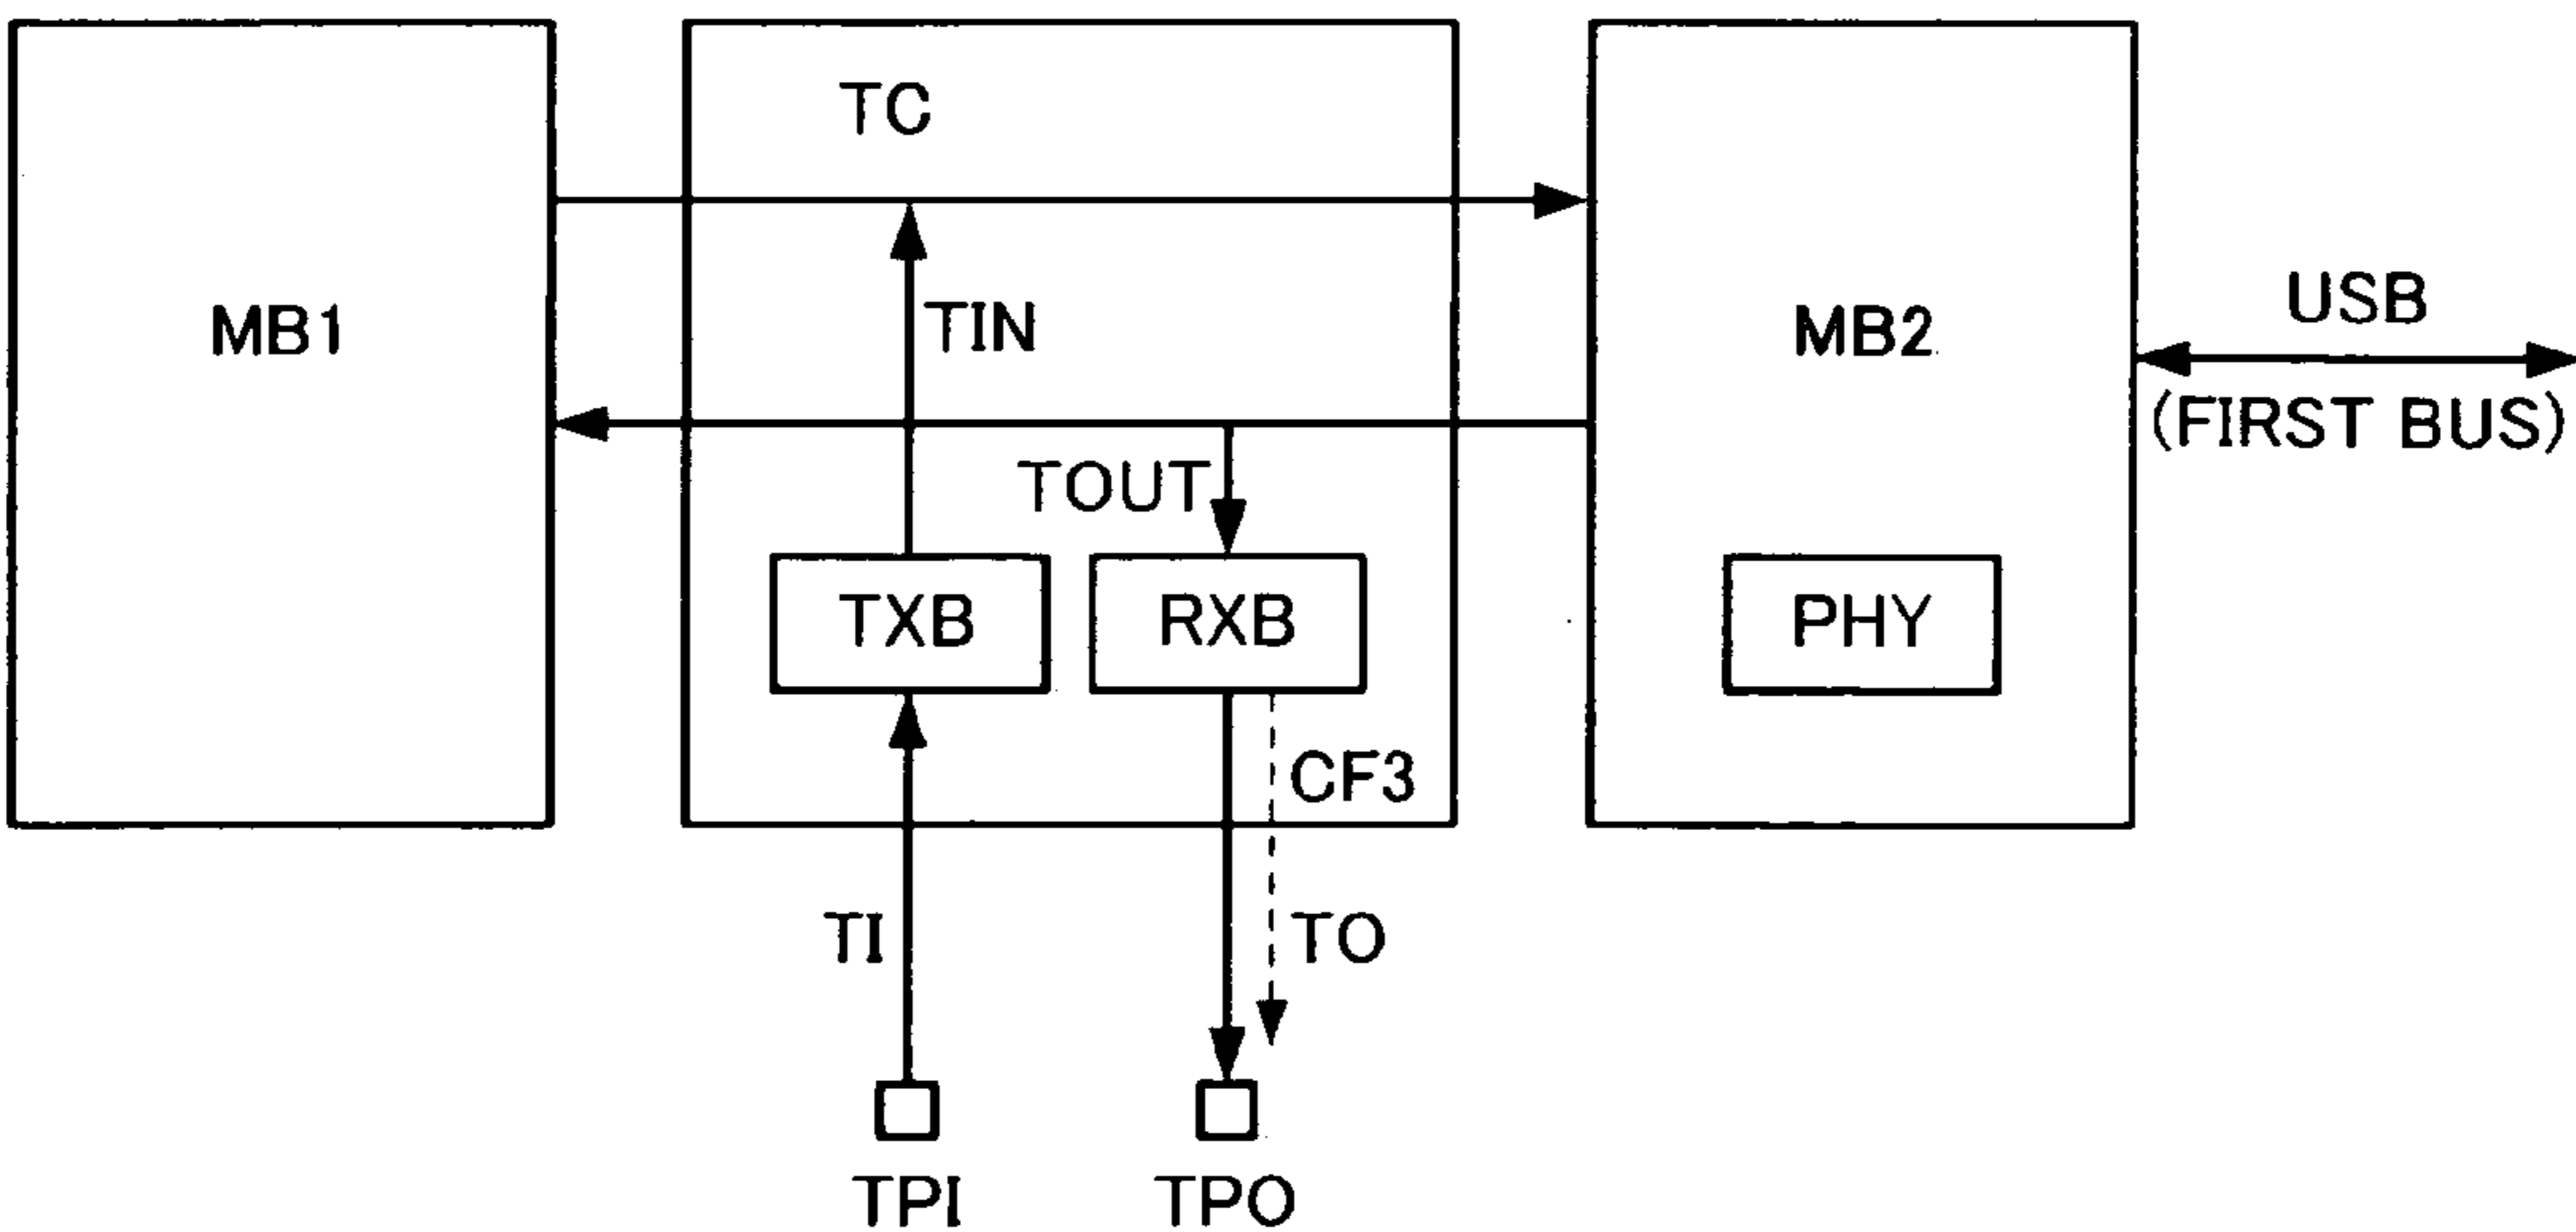 TC
MB1
TIN
MB2
USB
(FIRST BUS)
TOUT
TXB
RXB
PHY
CF3
TI
TO
TPI
TPO